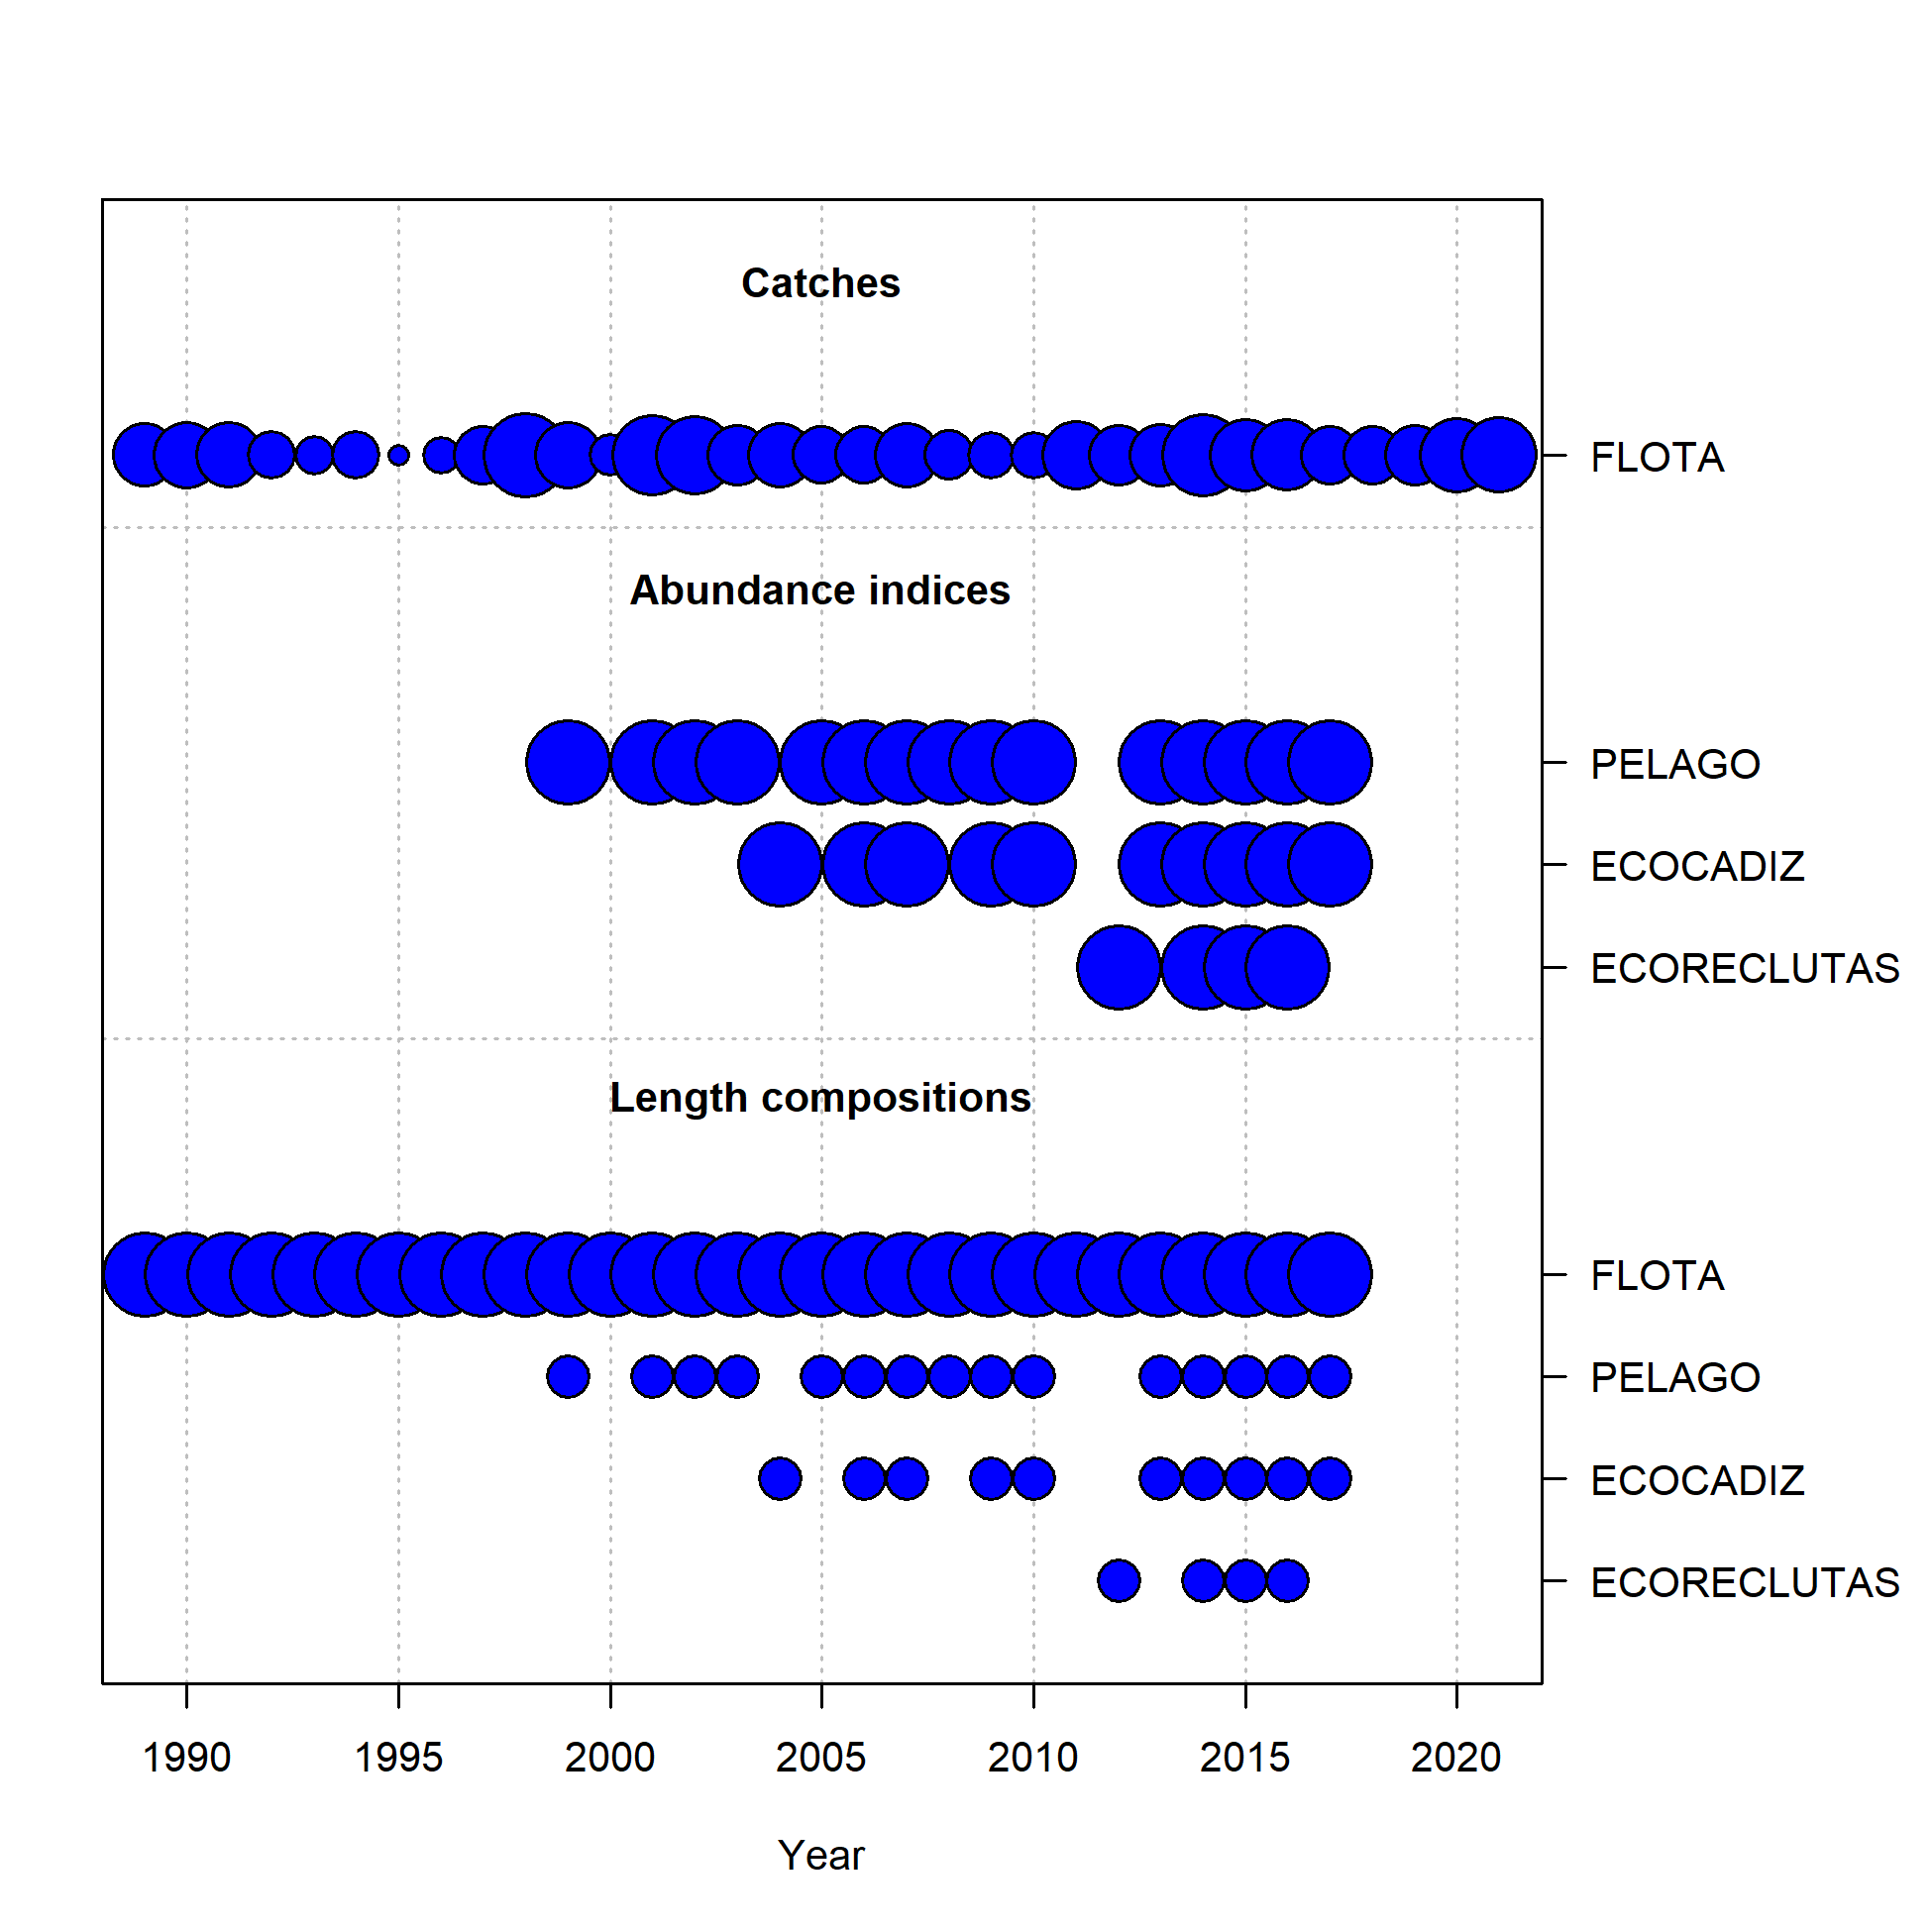 Catches
FLOTA
Abundance indices
PELAGO
ECOCADIZ
ECORECLUTAS
Length compositions
FLOTA
PELAGO
ECOCADIZ
ECORECLUTAS
1990 1995 2000 2005 2010 2015 2020
Year